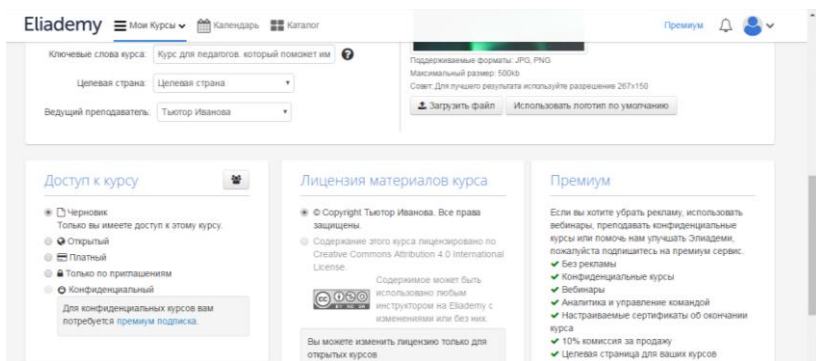 Eliademy Мои Курсы Календарь Каталог Премиум
Ключевые слова курса: Курс для педагогов. который поможет им
Целевая страна: Целевая страна
Ведущий преподаватель: Тьютор Иванова
Поддерживаемые форматы: JPG, PNG
Максимальный размер: 500kb
Совет: Для лучшего результата используйте разрешение 267x150
Загрузить файл Использовать логотип по умолчанию
Доступ к курсу
Черновик
Только вы имеете доступ к этому курсу.
Открытый
Платный
Только по приглашениям
Конфиденциальный
Для конфиденциальных курсов вам
потребуется премиум подписка.
Лицензия материалов курса
© Copyright Тьютор Иванова. Все права
защищены.
Содержание этого курса лицензировано по
Creative Commons Attribution 4.0 International
License.
Содержимое может быть
использовано любым
инструктором на Eliademy с
изменениями или без них.
Вы можете изменить лицензию только для
открытых курсов
Премиум
Если вы хотите убрать рекламу, использовать
вебинары, преподавать конфиденциальные
курсы или помочь нам улучшать Элиадеми,
пожалуйста подпишитесь на премиум сервис.
Без рекламы
Конфиденциальные курсы
Вебинары
Аналитика и управление командой
Настраиваемые сертификаты об окончании
курса
10% комиссия за продажу
Целевая страница для ваших курсов